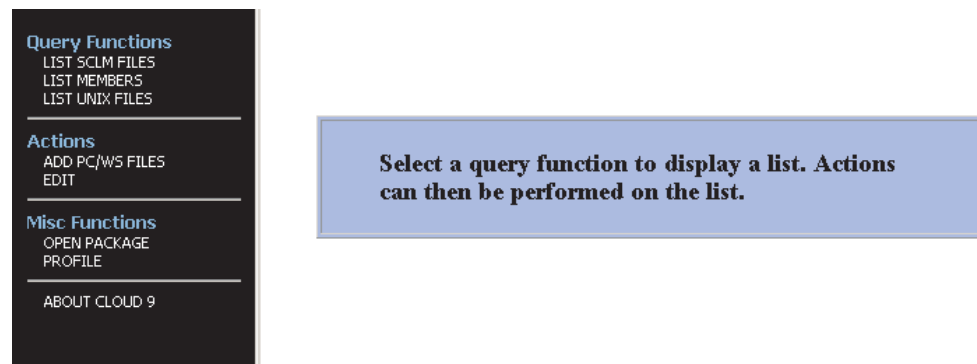 Query Functions
LIST SCLM FILES
LIST MEMBERS
LIST UNIX FILES
Actions
ADD PC/WS FILES
EDIT
Misc Functions
OPEN PACKAGE
PROFILE
ABOUT CLOUD 9
Select a query function to display a list. Actions
can then be performed on the list.